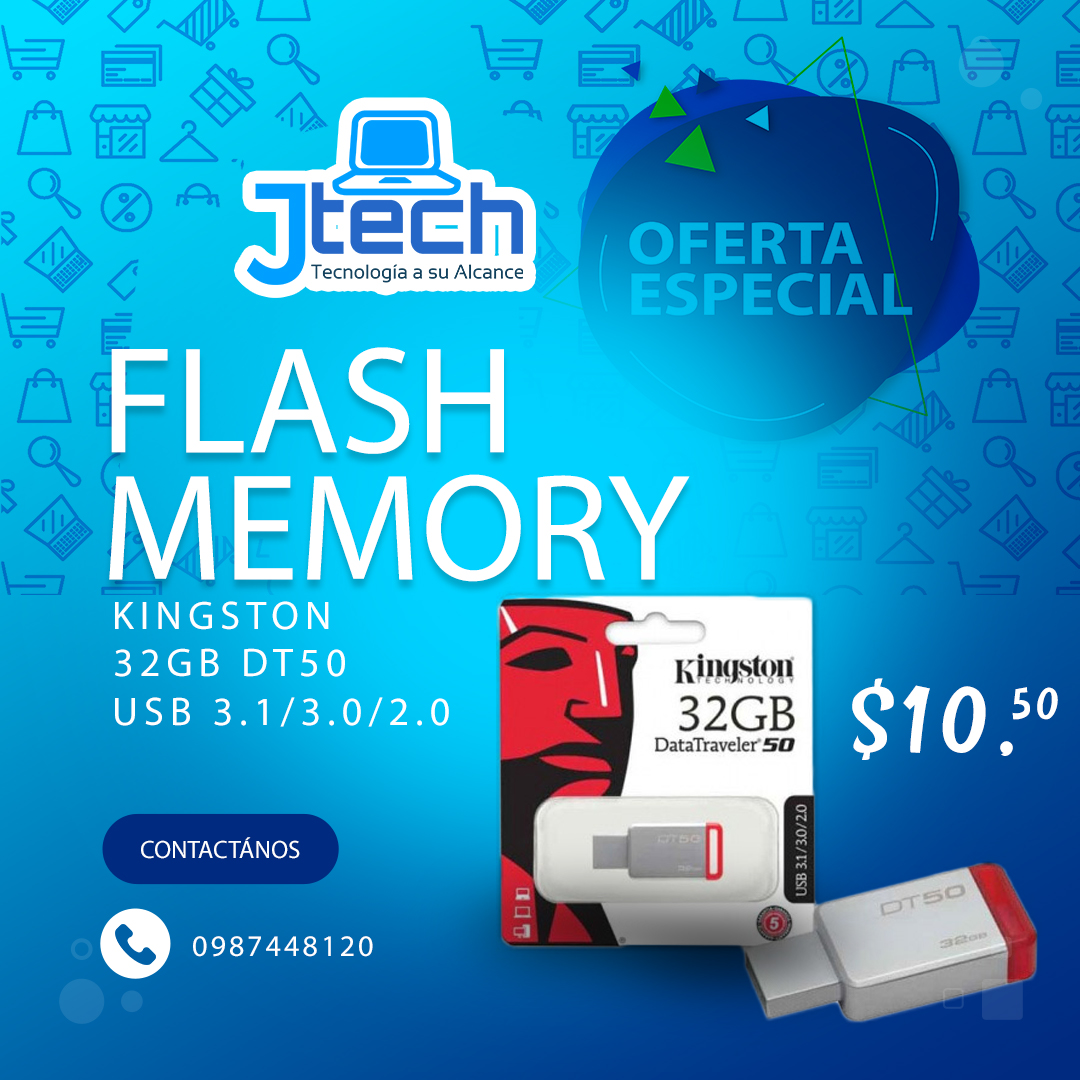 Jtech
Tecnología a su Alcance
OFERTA
ESPECIAL
FLASH
MEMORY
KINGSTON
32GB DT50
USB 3.1/3.0/2.0
Kingston
TECHNOLOGY
32GB
DataTraveler 50
DT50
USB 3.1/3.0/2.0
5
$10.50
CONTACTÁNOS
0987448120
DT50
32GB